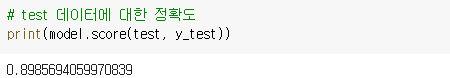 # test 데이터에 대한 정확도
print(model.score(test, y_test))
0.8985694059970839